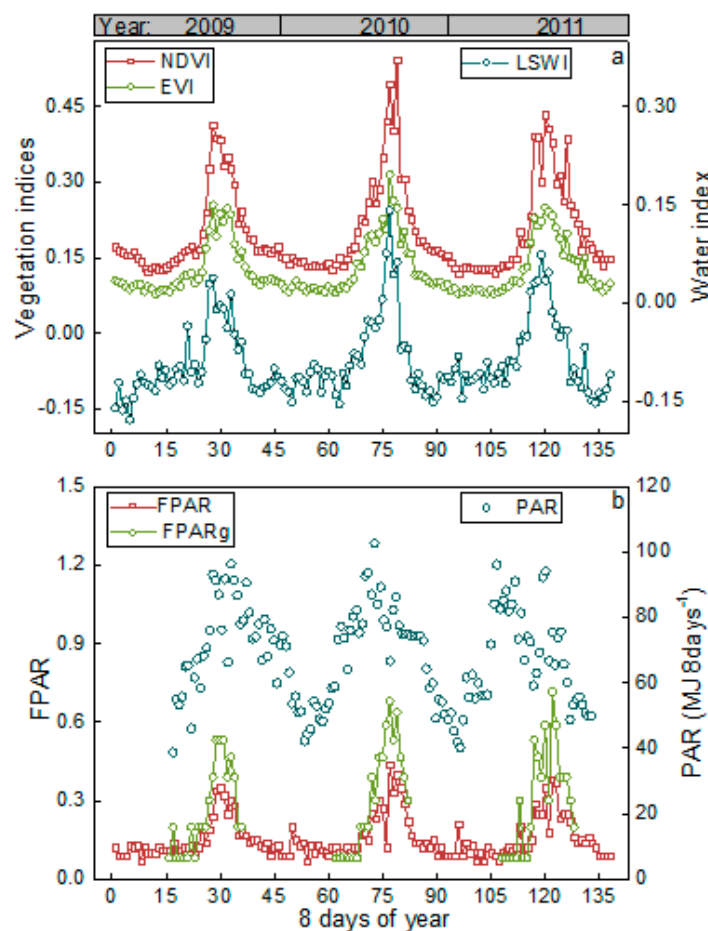 Year: 2009 2010 2011
a
NDVI
EVI
LSWI
0.45
0.30
0.15
0.00
-0.15
Vegetation indices
0.30
0.15
0.00
-0.15
Water index
0 15 30 45 60 75 90 105 120 135
b
FPAR
FPARg
PAR
1.5
1.2
0.9
0.6
0.3
0.0
FPAR
120
100
80
60
40
20
0
PAR (MJ 8days⁻¹)
0 15 30 45 60 75 90 105 120 135
8 days of year